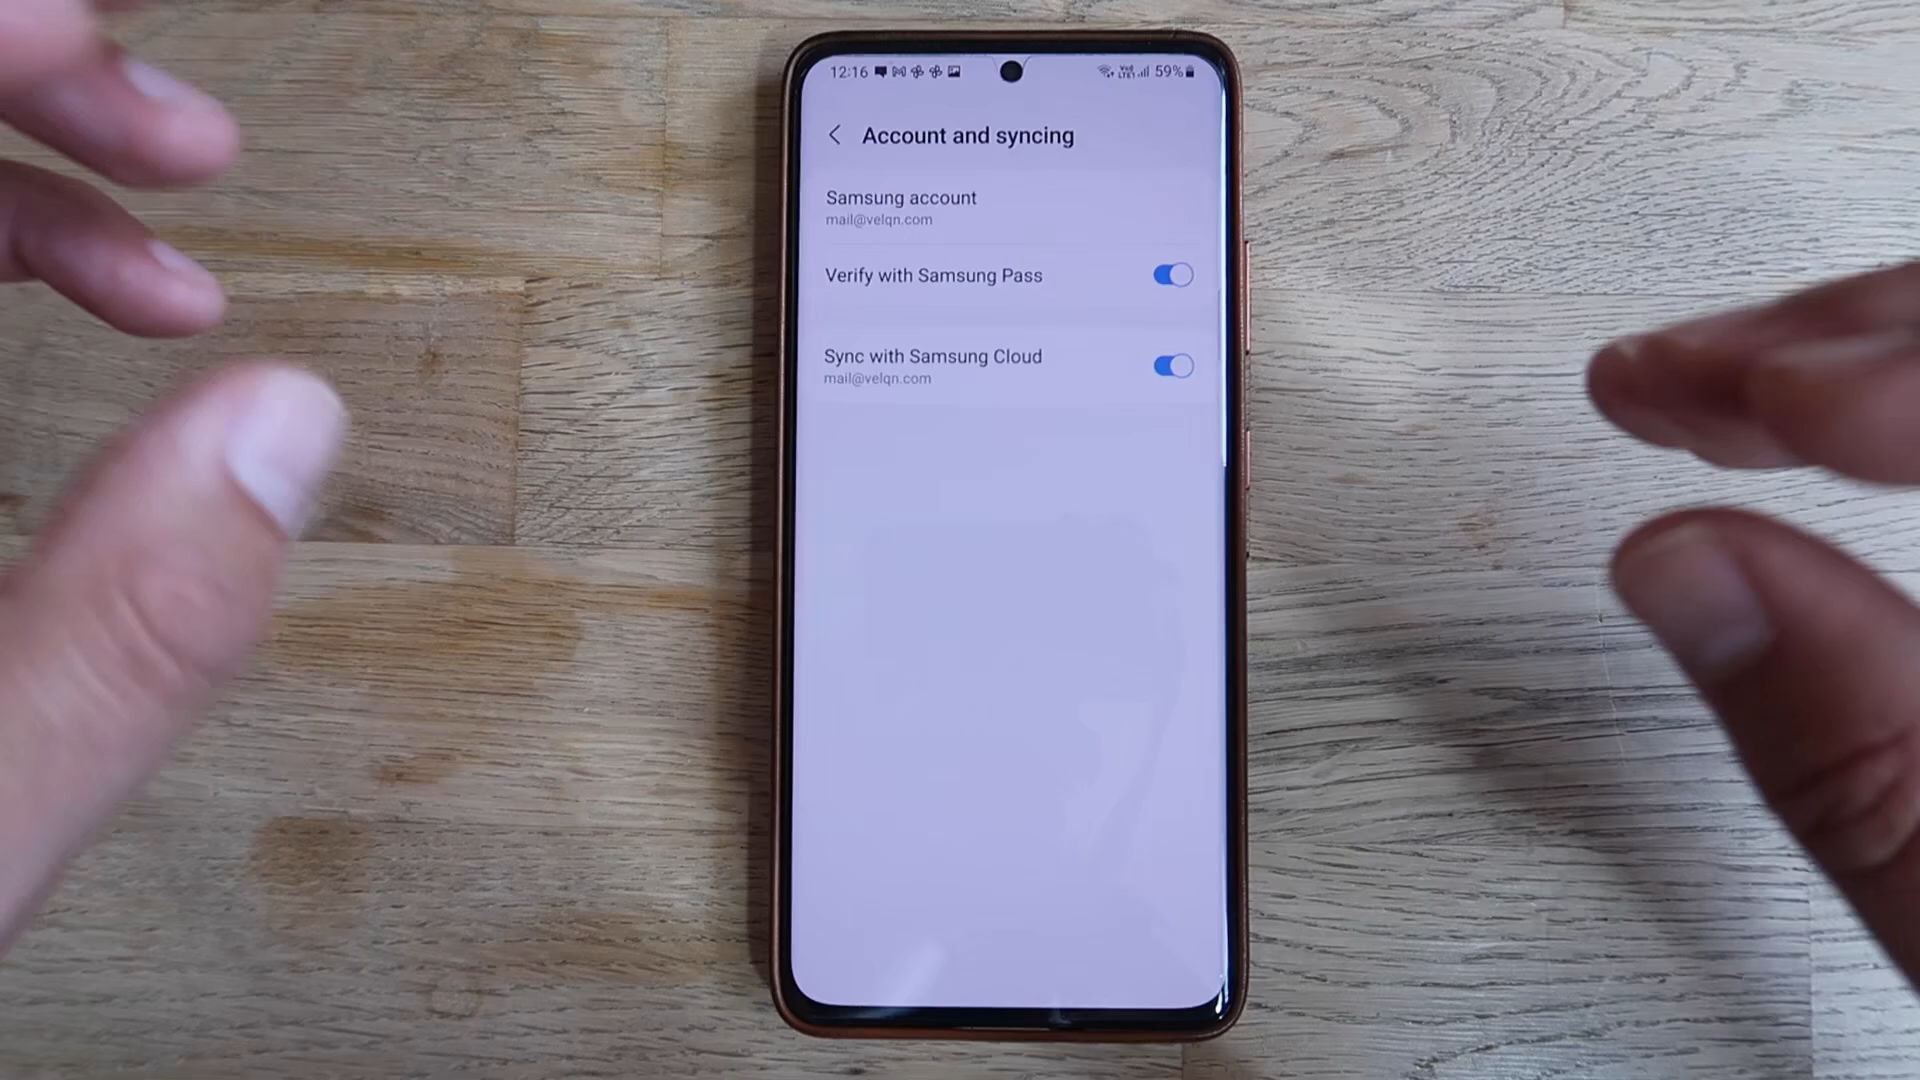 12:16 59%
Account and syncing
Samsung account
mail@velqn.com
Verify with Samsung Pass
Sync with Samsung Cloud
mail@velqn.com